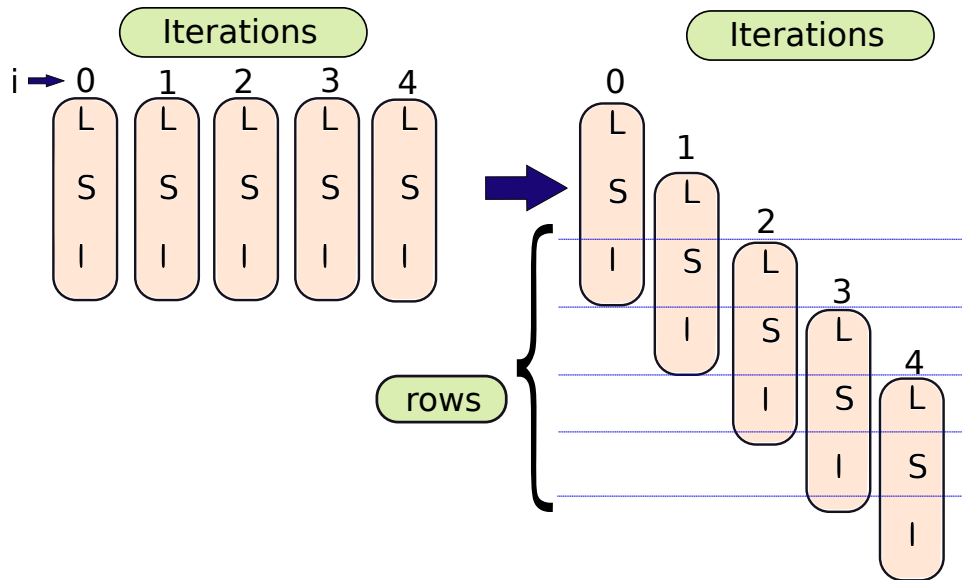 Iterations
i 0 1 2 3 4
L L L L L
S S S S S
I I I I I
Iterations
0
L
1
S L
2
I S L
3
I S L
4
I S L
I S
I
rows